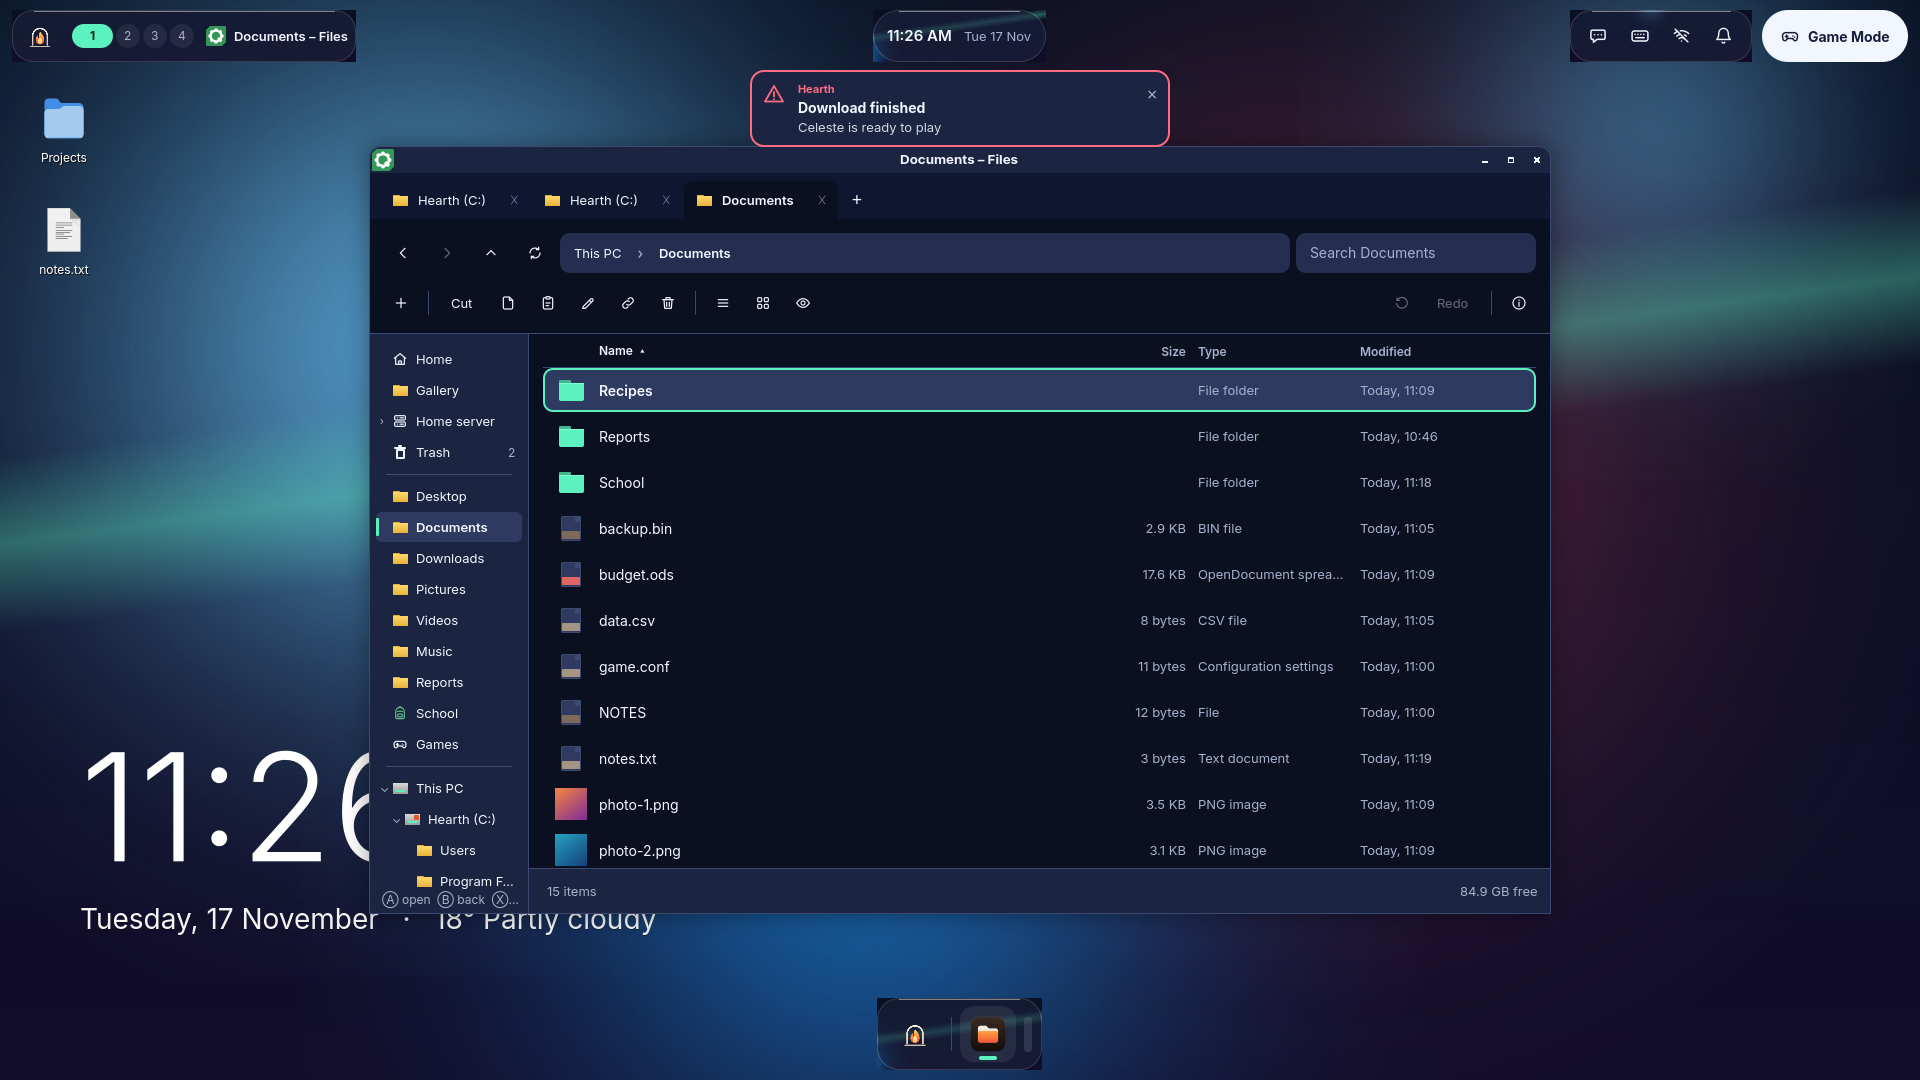 1 2 3 4 Documents – Files
11:26 AM Tue 17 Nov
Game Mode
Projects
notes.txt
Hearth
Download finished
Celeste is ready to play
Documents – Files
Hearth (C:) X Hearth (C:) X Documents X +
This PC › Documents
Search Documents
Cut
Redo
Home
Gallery
Home server
Trash 2
Desktop
Documents
Downloads
Pictures
Videos
Music
Reports
School
Games
This PC
Hearth (C:)
Users
Program F...
A open B back X...
Name Size Type Modified
Recipes File folder Today, 11:09
Reports File folder Today, 10:46
School File folder Today, 11:18
backup.bin 2.9 KB BIN file Today, 11:05
budget.ods 17.6 KB OpenDocument sprea... Today, 11:09
data.csv 8 bytes CSV file Today, 11:05
game.conf 11 bytes Configuration settings Today, 11:00
NOTES 12 bytes File Today, 11:00
notes.txt 3 bytes Text document Today, 11:19
photo-1.png 3.5 KB PNG image Today, 11:09
photo-2.png 3.1 KB PNG image Today, 11:09
15 items 84.9 GB free
11:26
Tuesday, 17 November · 18° Partly cloudy